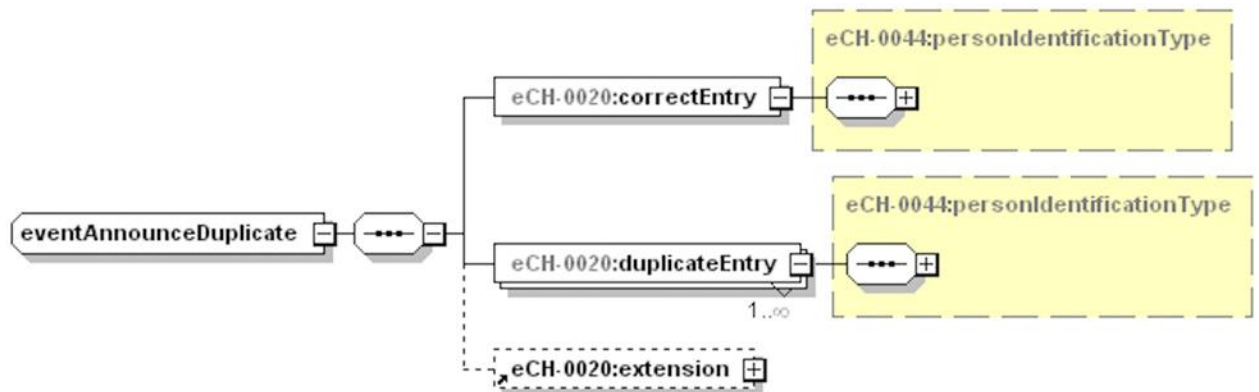 eCH-0044:personIdentificationType
eCH-0020:correctEntry
eCH-0044:personIdentificationType
eventAnnounceDuplicate
eCH-0020:duplicateEntry
1..∞
eCH-0020:extension